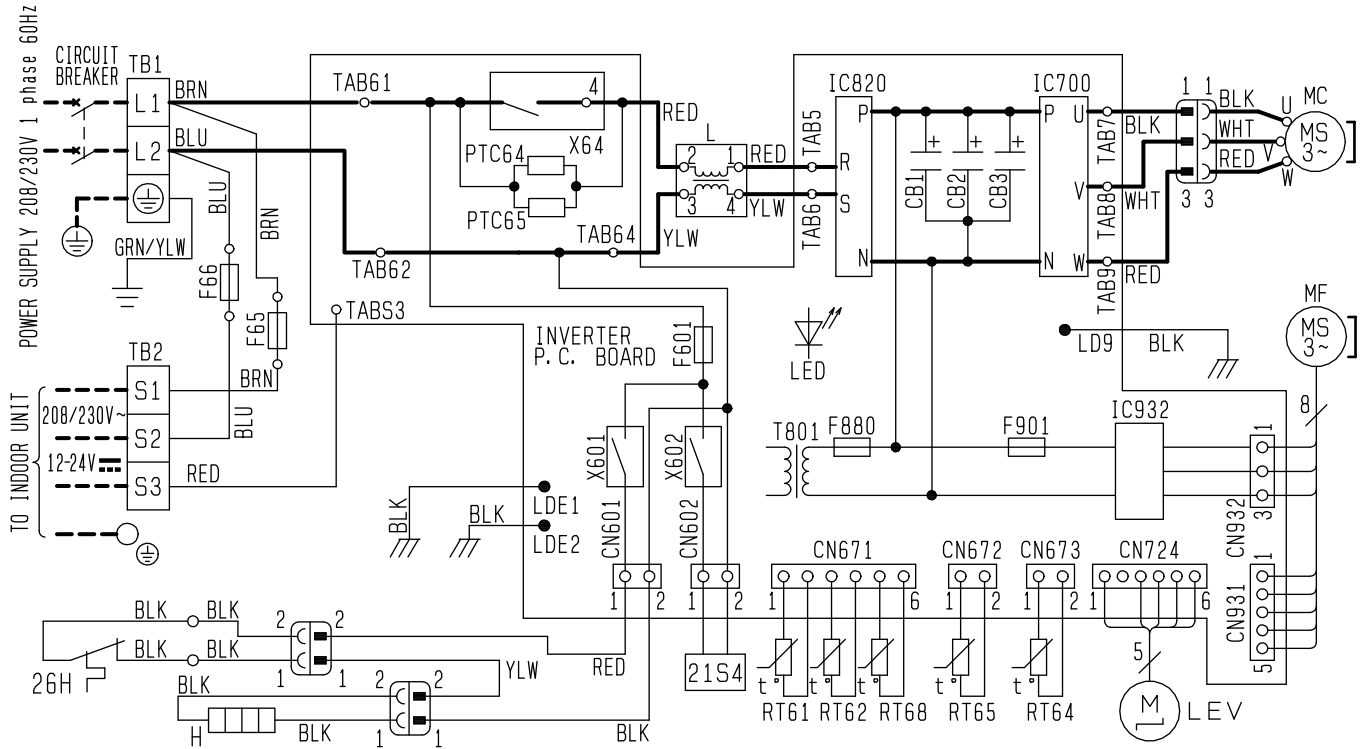 POWER SUPPLY 208/230V 1 phase 60Hz
CIRCUIT
BREAKER
TB1
L1
L2
BRN
BLU
GRN/YLW
BLU
BRN
F66
F65
BRN
BLU
TAB61
TAB62
TABS3
4
X64
PTC64
PTC65
TAB64
RED
YLW
L
2 1
3 4
RED
YLW
TAB5
TAB6
IC820
P
R
S
N
CB1
+
CB2
+
CB3
+
IC700
P
U
V
N
W
TAB7
TAB8
TAB9
BLK
WHT
RED
1 1
3 3
BLK
WHT
RED
U
V
W
MC
MS
3~
MF
MS
3~
8
INVERTER
P.C. BOARD
F601
LED
LD9
BLK
TB2
S1
S2
S3
TO INDOOR UNIT
208/230V~
12-24V
RED
X601
X602
BLK
BLK
LDE1
LDE2
CN601
CN602
1 2
1 2
T801
F880
F901
IC932
1
3
CN932
CN931
1
5
CN671
1 6
CN672
1 2
CN673
1 2
CN724
1 6
t°
RT61
t°
RT62
t°
RT68
t°
RT65
t°
RT64
5
M
LEV
21S4
26H
BLK
BLK
BLK
BLK
2 2
1 1
RED
YLW
BLK
H
BLK
2 2
1 1
BLK